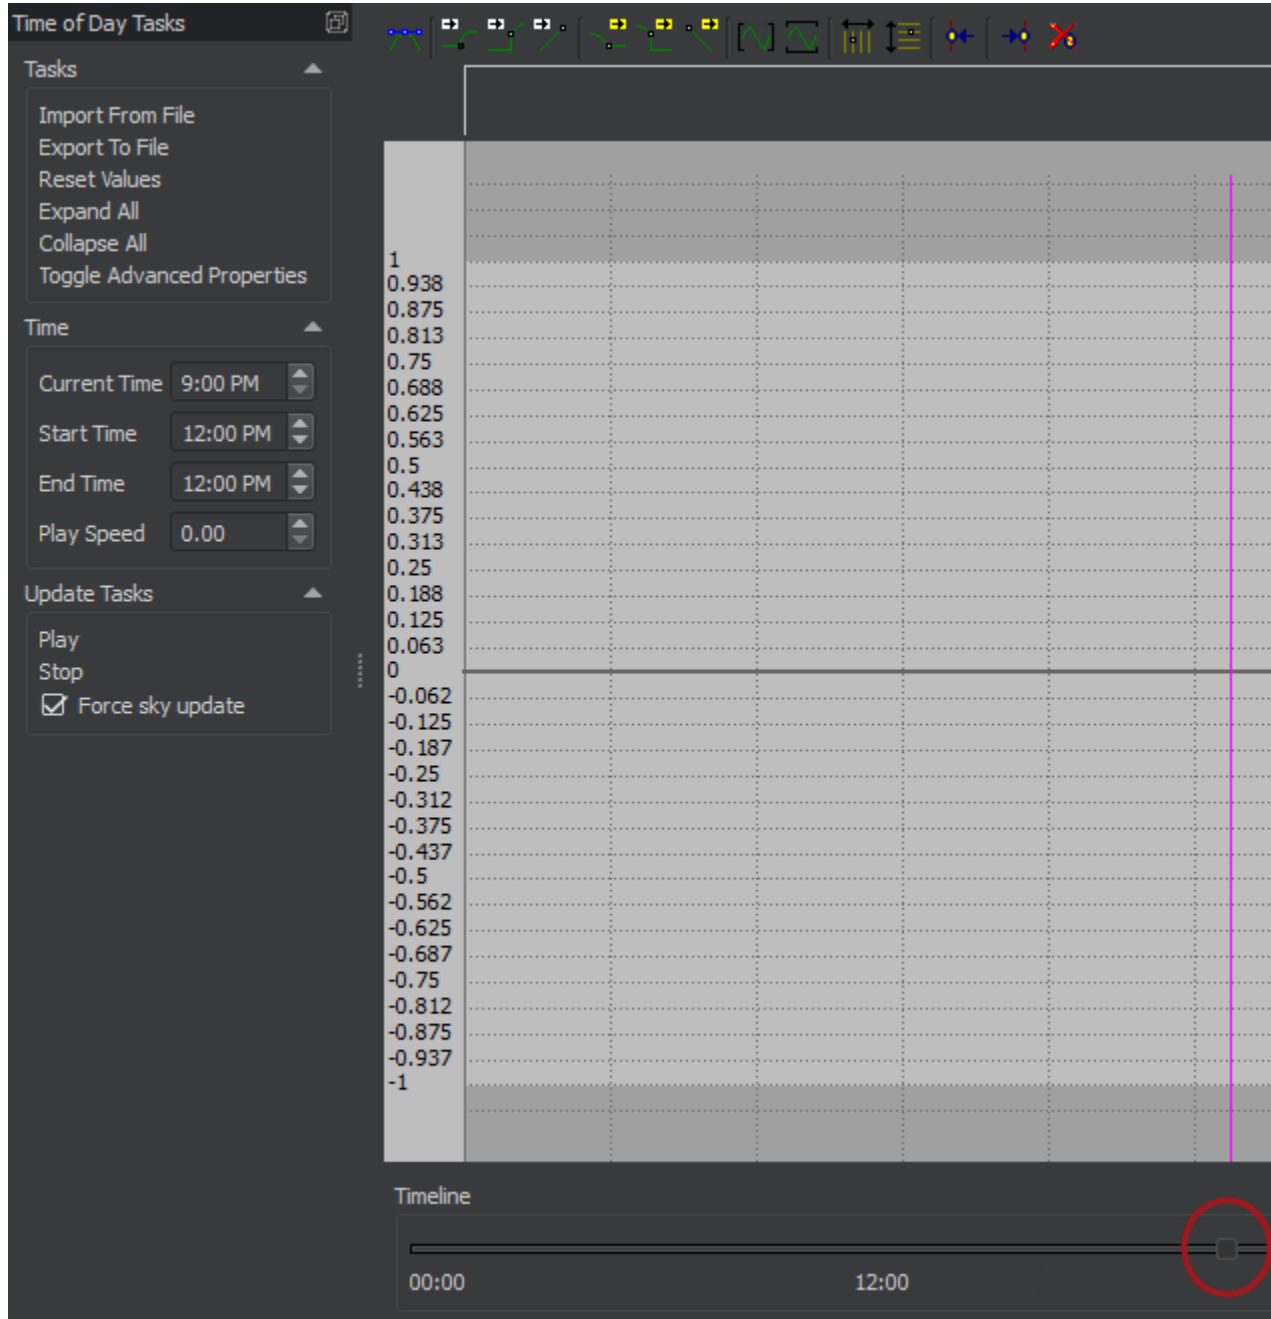 Time of Day Tasks
Tasks
Import From File
Export To File
Reset Values
Expand All
Collapse All
Toggle Advanced Properties
Time
Current Time 9:00 PM
Start Time 12:00 PM
End Time 12:00 PM
Play Speed 0.00
Update Tasks
Play
Stop
Force sky update
1
0.938
0.875
0.813
0.75
0.688
0.625
0.563
0.5
0.438
0.375
0.313
0.25
0.188
0.125
0.063
0
-0.062
-0.125
-0.187
-0.25
-0.312
-0.375
-0.437
-0.5
-0.562
-0.625
-0.687
-0.75
-0.812
-0.875
-0.937
-1
Timeline
00:00 12:00